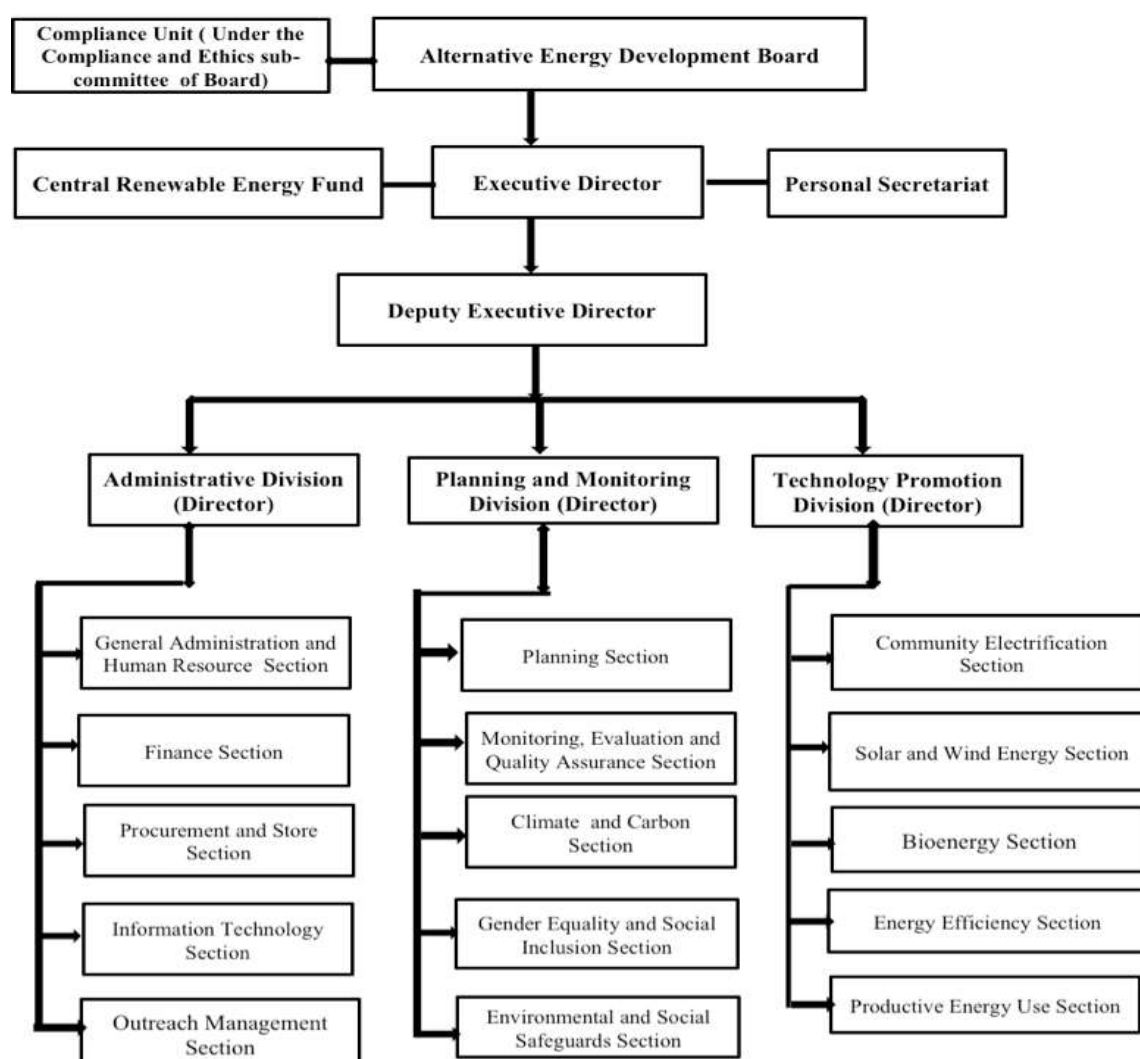 Compliance Unit ( Under the
Compliance and Ethics sub-
committee of Board)
Alternative Energy Development Board
Central Renewable Energy Fund
Executive Director
Personal Secretariat
Deputy Executive Director
Administrative Division
(Director)
Planning and Monitoring
Division (Director)
Technology Promotion
Division (Director)
General Administration and
Human Resource Section
Finance Section
Procurement and Store
Section
Information Technology
Section
Outreach Management
Section
Planning Section
Monitoring, Evaluation and
Quality Assurance Section
Climate and Carbon
Section
Gender Equality and Social
Inclusion Section
Environmental and Social
Safeguards Section
Community Electrification
Section
Solar and Wind Energy Section
Bioenergy Section
Energy Efficiency Section
Productive Energy Use Section